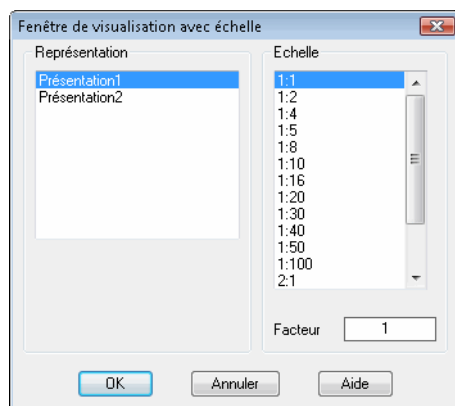 Fenêtre de visualisation avec échelle
Représentation
Présentation1
Présentation2
Echelle
1:1
1:2
1:4
1:5
1:8
1:10
1:16
1:20
1:30
1:40
1:50
1:100
2:1
Facteur 1
OK Annuler Aide